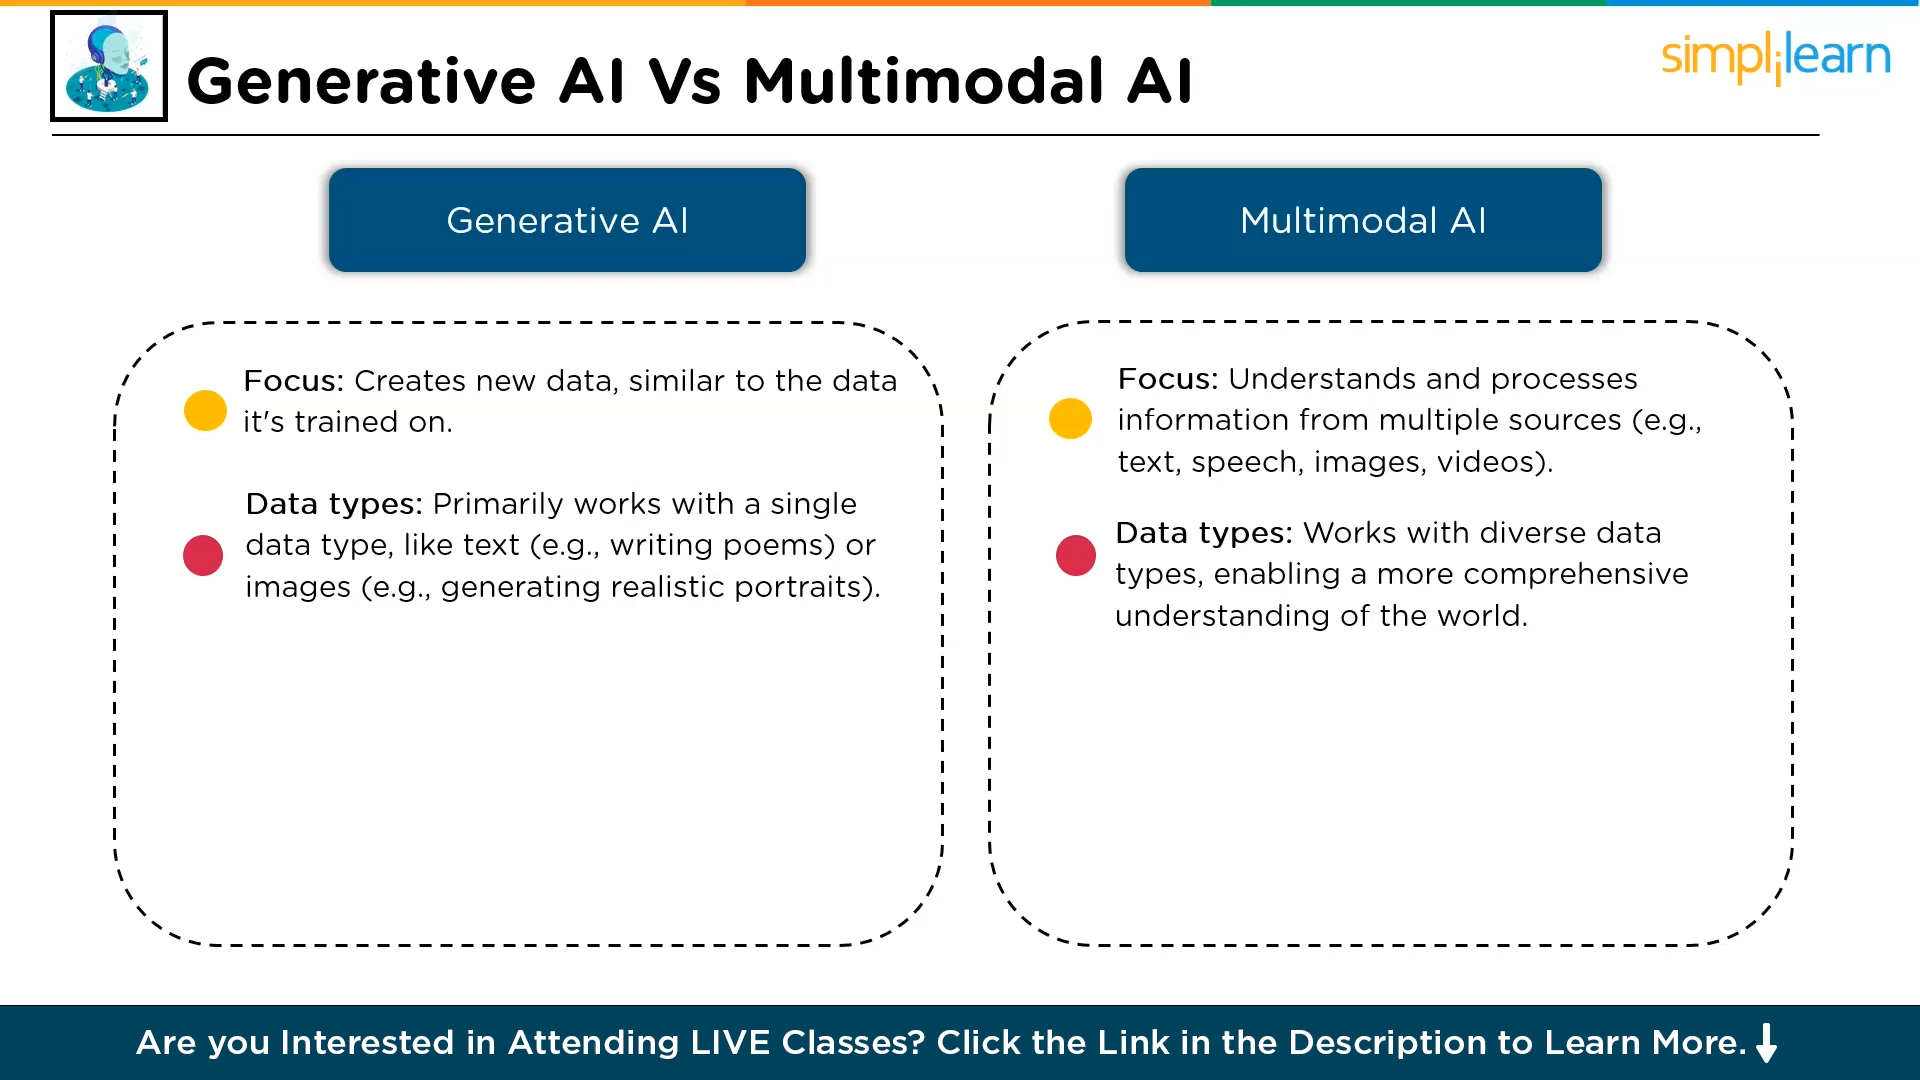 Generative AI Vs Multimodal AI
simplilearn
Generative AI
Multimodal AI
Focus: Creates new data, similar to the data
it's trained on.
Data types: Primarily works with a single
data type, like text (e.g., writing poems) or
images (e.g., generating realistic portraits).
Focus: Understands and processes
information from multiple sources (e.g.,
text, speech, images, videos).
Data types: Works with diverse data
types, enabling a more comprehensive
understanding of the world.
Are you Interested in Attending LIVE Classes? Click the Link in the Description to Learn More.